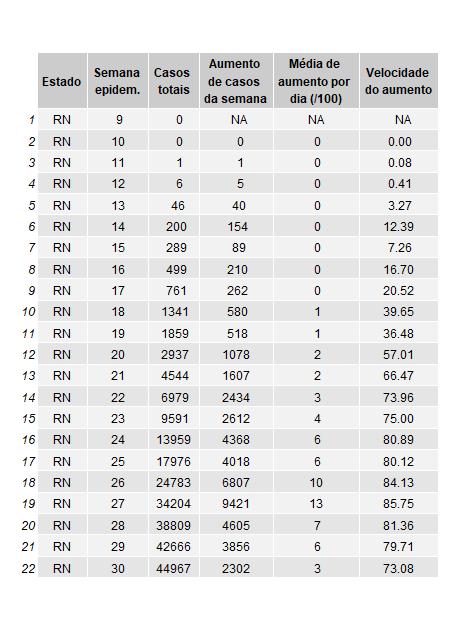 Estado Semana epidem. Casos totais Aumento de casos da semana Média de aumento por dia (/100) Velocidade do aumento
1 RN 9 0 NA NA NA
2 RN 10 0 0 0 0.00
3 RN 11 1 1 0 0.08
4 RN 12 6 5 0 0.41
5 RN 13 46 40 0 3.27
6 RN 14 200 154 0 12.39
7 RN 15 289 89 0 7.26
8 RN 16 499 210 0 16.70
9 RN 17 761 262 0 20.52
10 RN 18 1341 580 1 39.65
11 RN 19 1859 518 1 36.48
12 RN 20 2937 1078 2 57.01
13 RN 21 4544 1607 2 66.47
14 RN 22 6979 2434 3 73.96
15 RN 23 9591 2612 4 75.00
16 RN 24 13959 4368 6 80.89
17 RN 25 17976 4018 6 80.12
18 RN 26 24783 6807 10 84.13
19 RN 27 34204 9421 13 85.75
20 RN 28 38809 4605 7 81.36
21 RN 29 42666 3856 6 79.71
22 RN 30 44967 2302 3 73.08